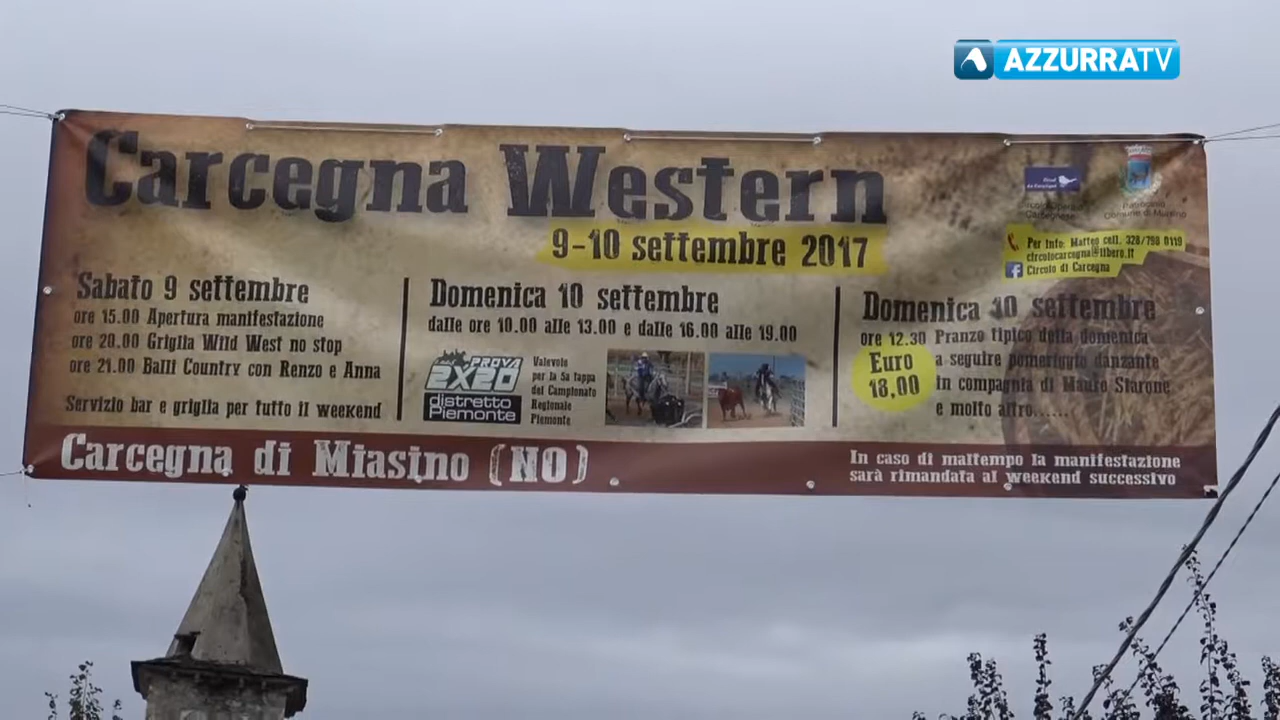 AZZURRATV
Carcegna Western
9-10 settembre 2017
Patrocinio
Comune di Miasino
Per Info: Matteo cell. 328/798 0119
circolocarcegna@libero.it
Circolo di Carcegna
Sabato 9 settembre
ore 15.00 Apertura manifestazione
ore 20.00 Griglia Wild West no stop
ore 21.00 Balli Country con Renzo e Anna
Servizio bar e griglia per tutto il weekend
Domenica 10 settembre
dalle ore 10.00 alle 13.00 e dalle 16.00 alle 19.00
PROVA
2X20
distretto
Piemonte
Valevole
per la 5a tappa
del Campionato
Regionale
Piemonte
Domenica 10 settembre
ore 12.30 Pranzo tipico della domenica
Euro
18,00
a seguire pomeriggio danzante
in compagnia di Mauro Starone
e molto altro......
Carcegna di Miasino (NO)
In caso di maltempo la manifestazione
sarà rimandata al weekend successivo